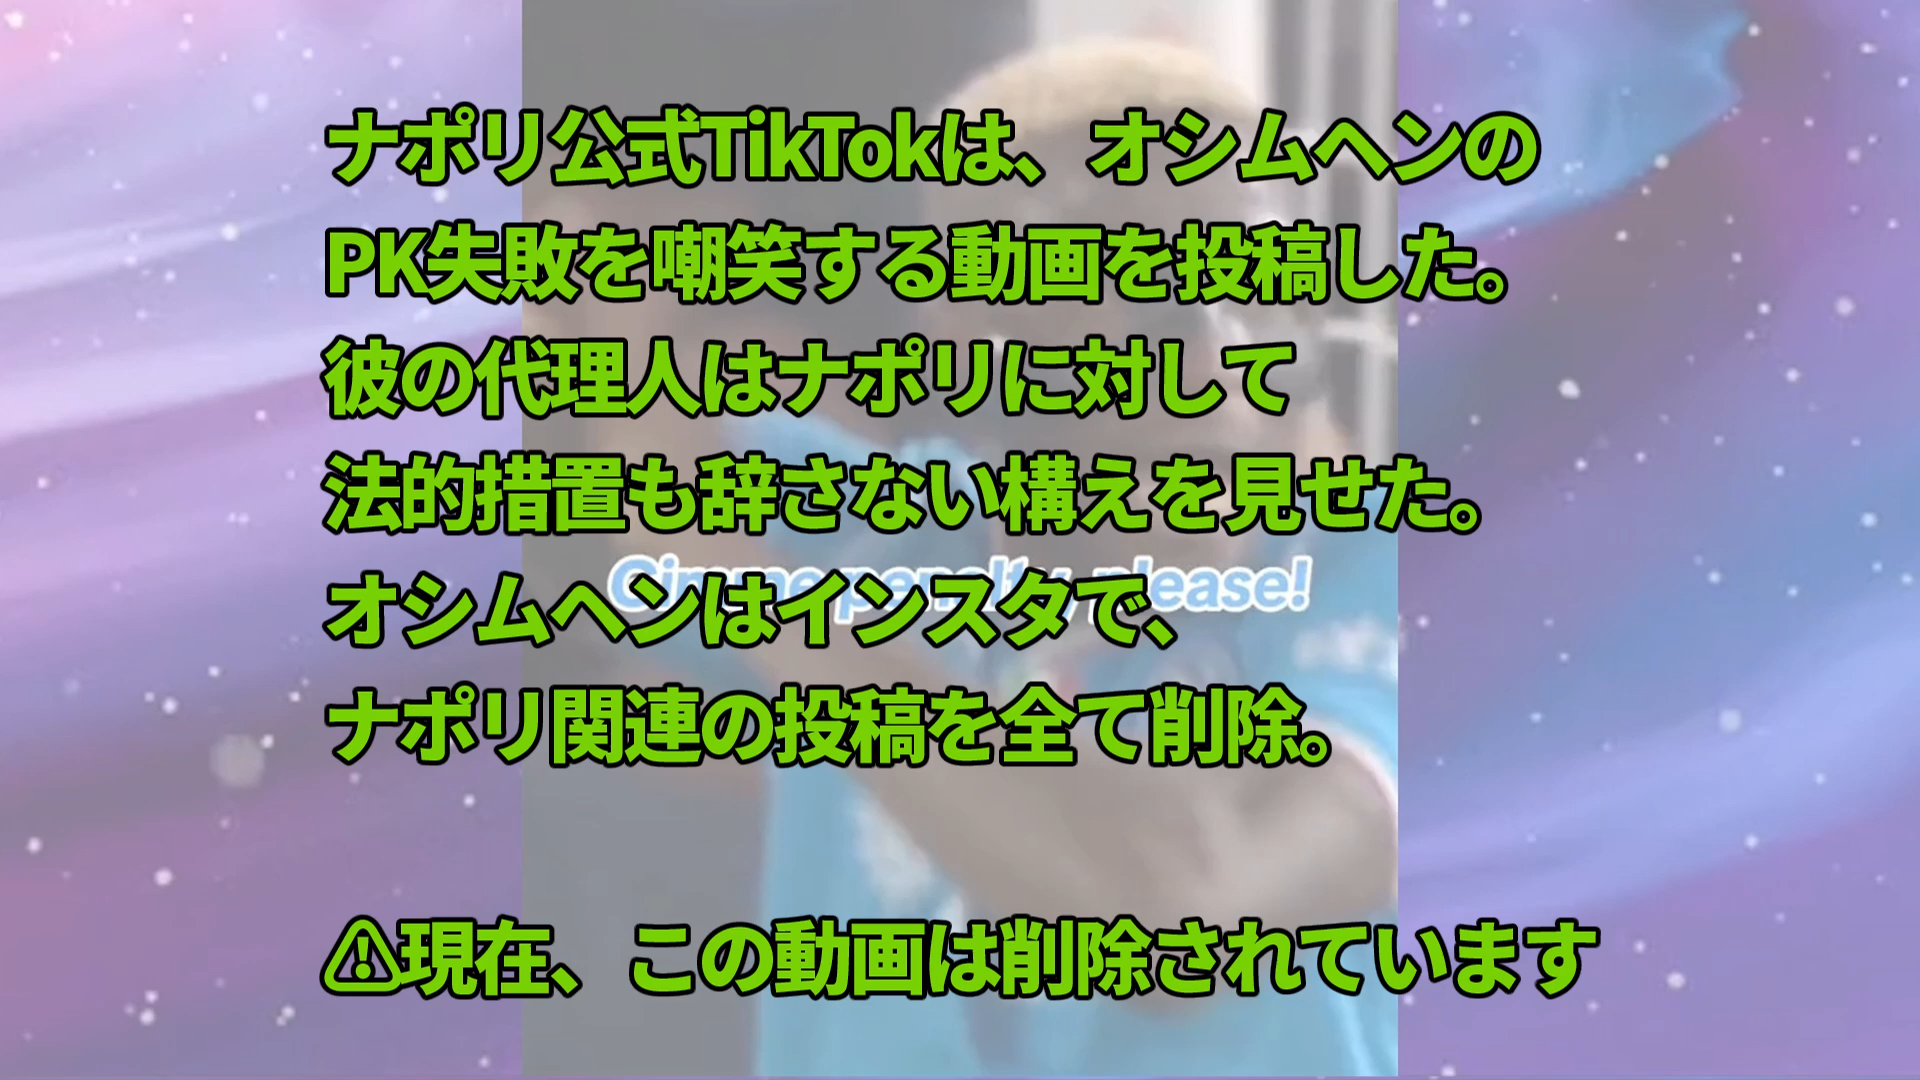 ナポリ公式TikTokは、オシムヘンの
PK失敗を嘲笑する動画を投稿した。
彼の代理人はナポリに対して
法的措置も辞さない構えを見せた。
Gimme penalty, please!
オシムヘンはインスタで、
ナポリ関連の投稿を全て削除。
⚠現在、この動画は削除されています